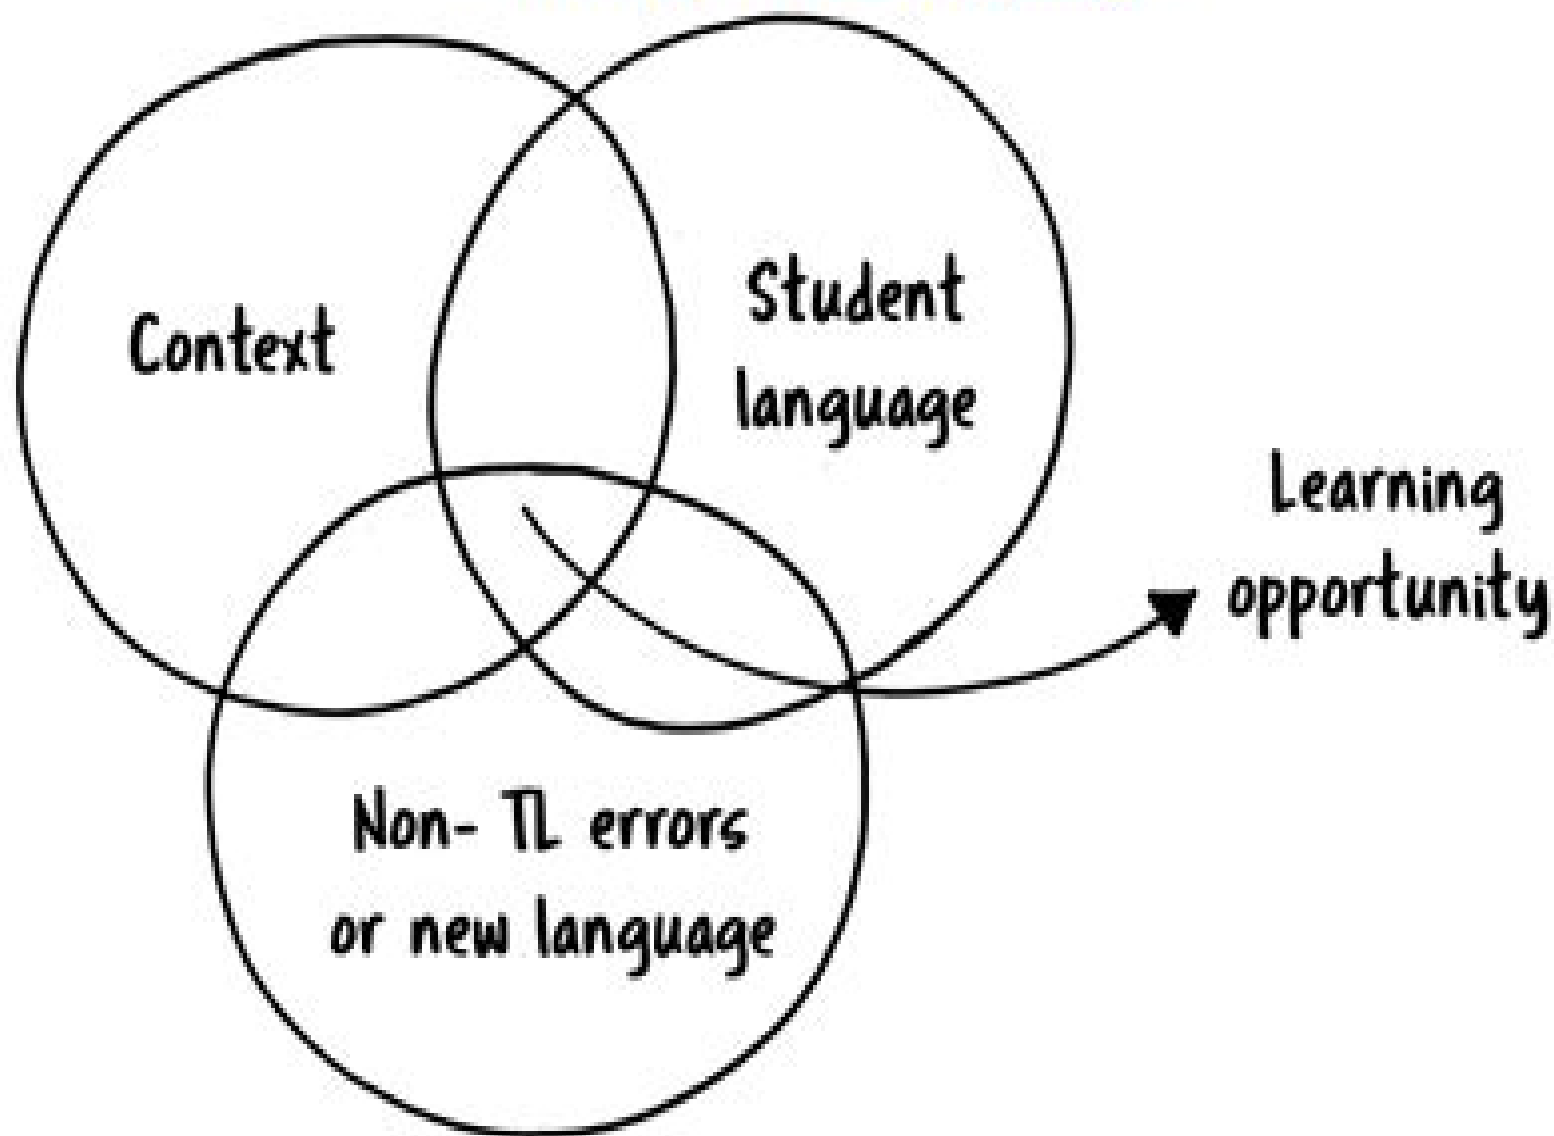 Context
Student
language
Learning
opportunity
Non- TL errors
or new language